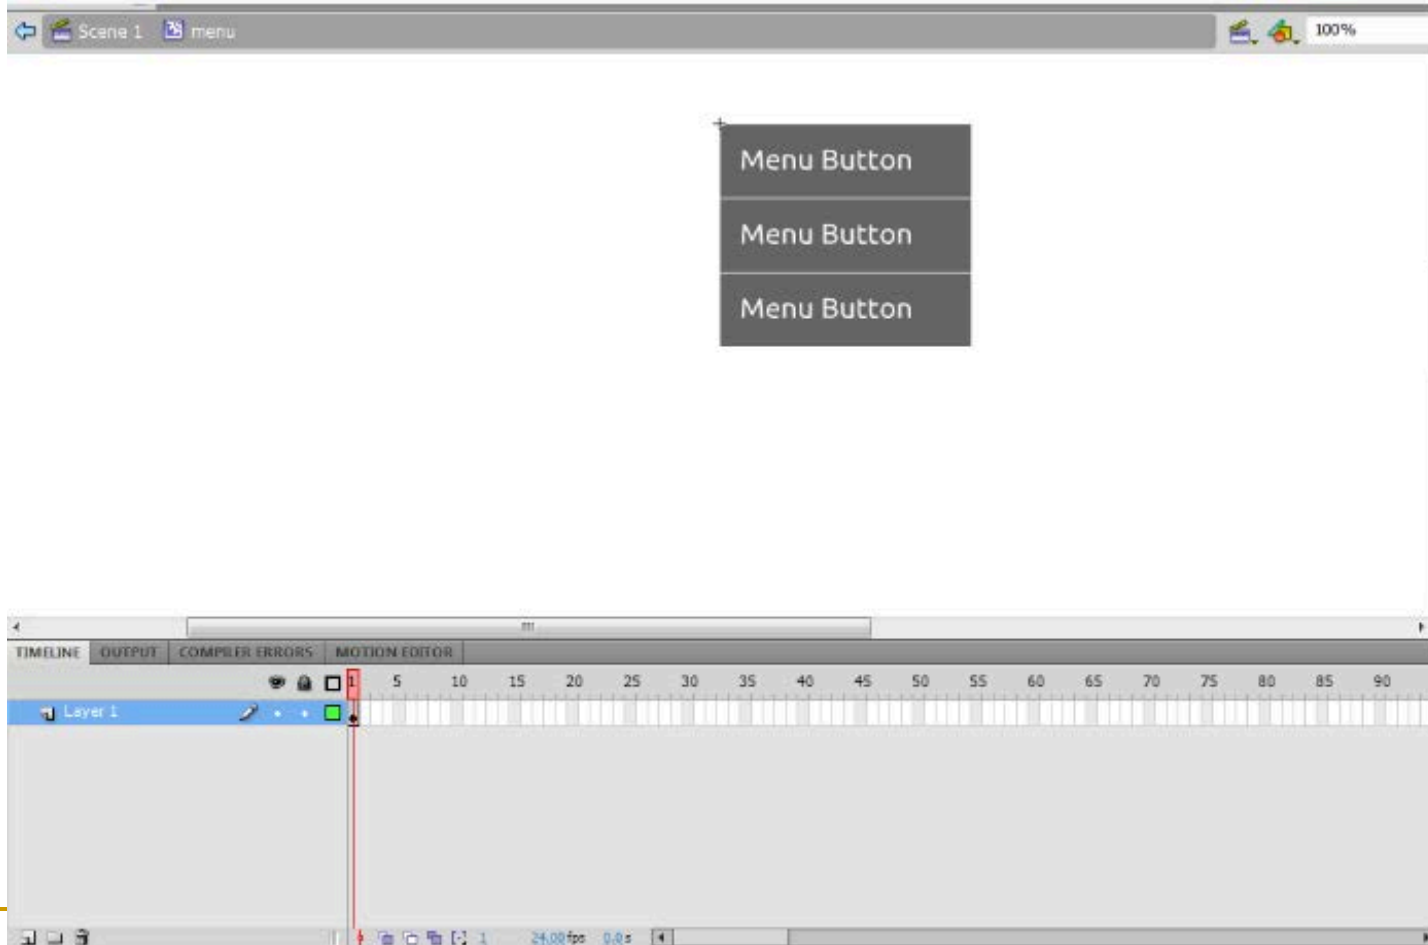 Scene 1 menu 100%
Menu Button
Menu Button
Menu Button
TIMELINE OUTPUT COMPILER ERRORS MOTION EDITOR
1 5 10 15 20 25 30 35 40 45 50 55 60 65 70 75 80 85 90
Layer 1
1 24.00 fps 0.0 s